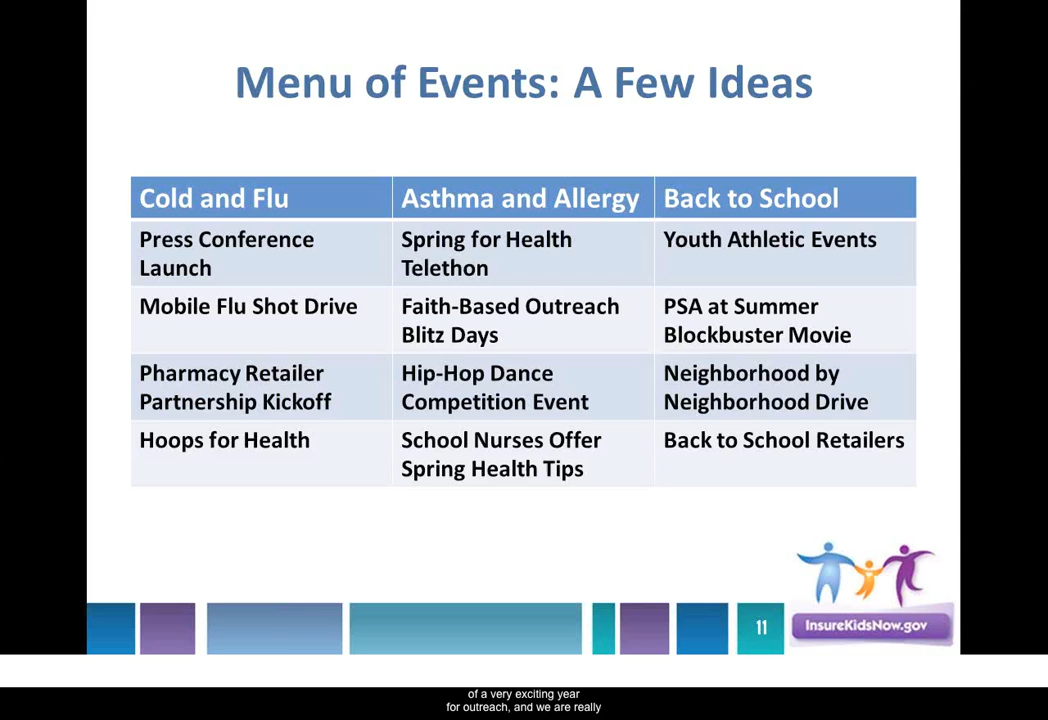 Menu of Events: A Few Ideas
Cold and Flu
Asthma and Allergy
Back to School
Press Conference
Launch
Spring for Health
Telethon
Youth Athletic Events
Mobile Flu Shot Drive
Faith-Based Outreach
Blitz Days
PSA at Summer
Blockbuster Movie
Pharmacy Retailer
Partnership Kickoff
Hip-Hop Dance
Competition Event
Neighborhood by
Neighborhood Drive
Hoops for Health
School Nurses Offer
Spring Health Tips
Back to School Retailers
11
InsureKidsNow.gov
of a very exciting year
for outreach, and we are really